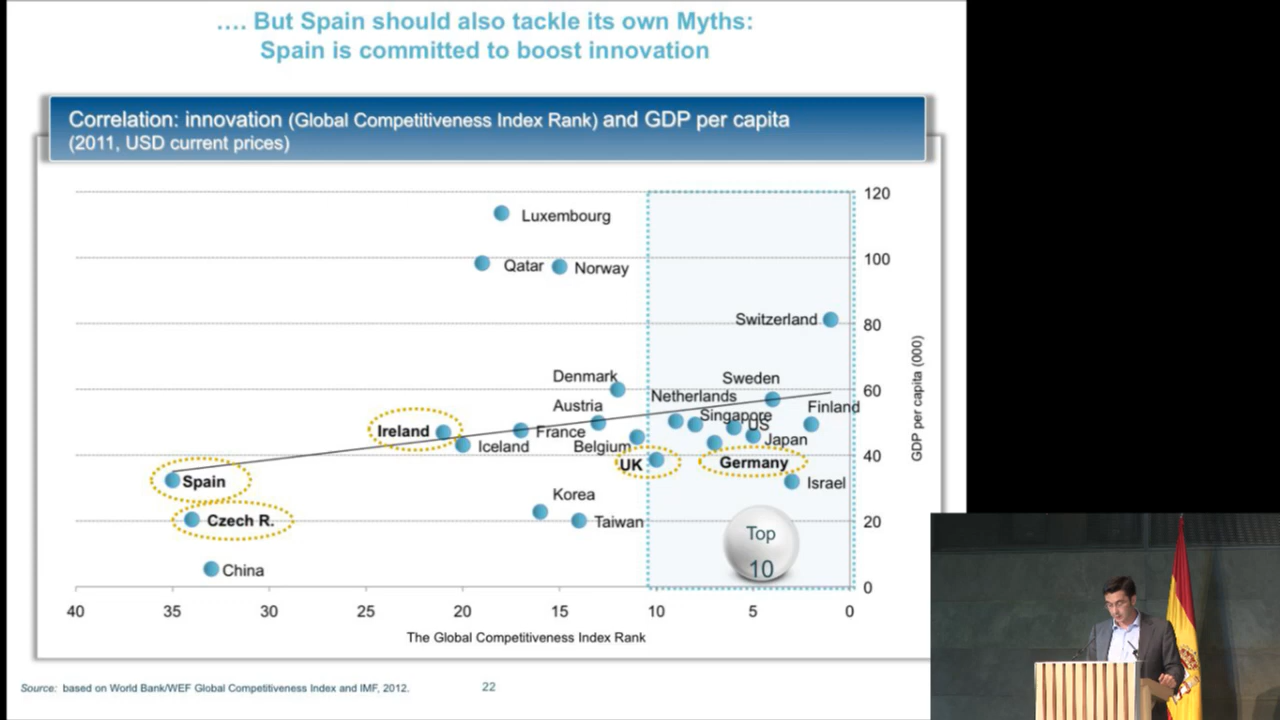 .... But Spain should also tackle its own Myths:
Spain is committed to boost innovation
Correlation: innovation (Global Competitiveness Index Rank) and GDP per capita
(2011, USD current prices)
120
Luxembourg
100
Qatar
Norway
Switzerland
80
Denmark
Sweden
60
Netherlands
Austria
Finland
Singapore
US
Ireland
France
Iceland
Belgium
Japan
40
UK
Germany
Spain
Israel
Korea
Czech R.
Taiwan
20
Top
10
China
0
GDP per capita (000)
40 35 30 25 20 15 10 5 0
The Global Competitiveness Index Rank
Source: based on World Bank/WEF Global Competitiveness Index and IMF, 2012.
22